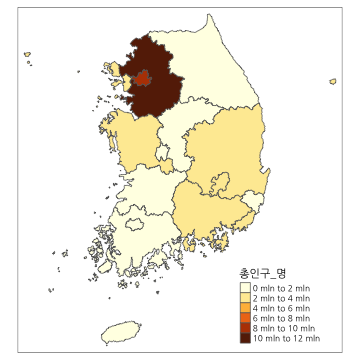 총인구_명
0 mln to 2 mln
2 mln to 4 mln
4 mln to 6 mln
6 mln to 8 mln
8 mln to 10 mln
10 mln to 12 mln